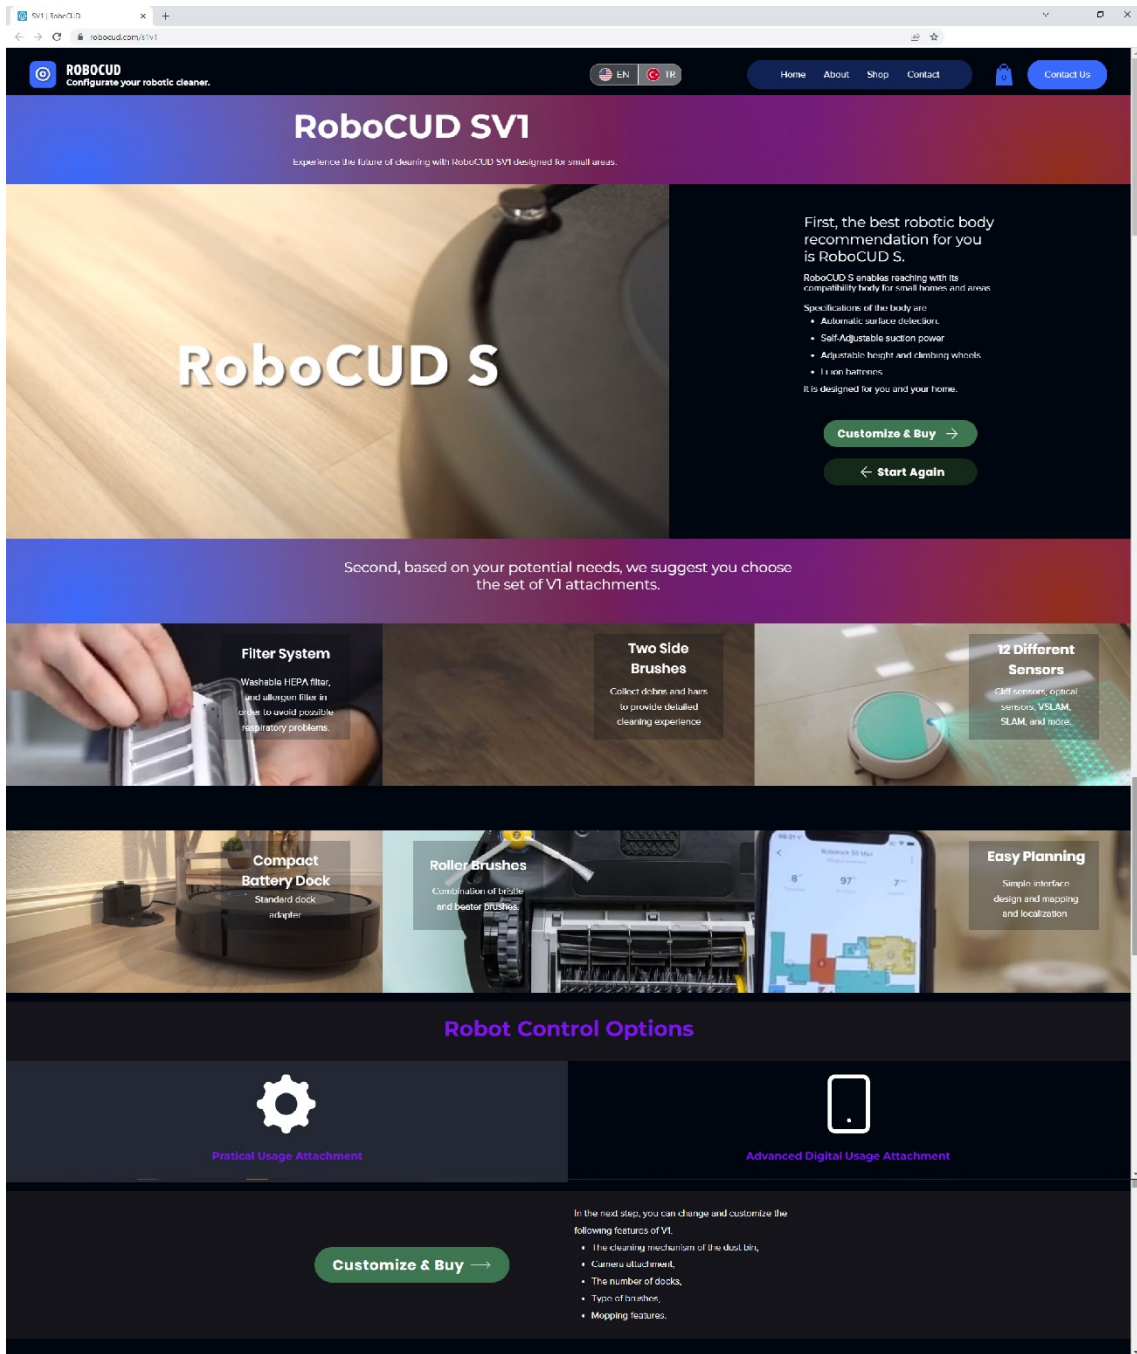 SV1 | RoboCUD
robocud.com/s1v1
ROBOCUD
Configurate your robotic cleaner.
EN
TR
Home
About
Shop
Contact
0
Contact Us
RoboCUD SV1
Experience the future of cleaning with RoboCUD SV1 designed for small areas.
RoboCUD S
First, the best robotic body
recommendation for you
is RoboCUD S.
RoboCUD S enables reaching with its
compatibility body for small homes and areas
Specifications of the body are
• Automatic surface detection.
• Self-Adjustable suction power
• Adjustable height and climbing wheels
• Li-ion batteries
it is designed for you and your home.
Customize & Buy →
← Start Again
Second, based on your potential needs, we suggest you choose
the set of V1 attachments.
Filter System
Washable HEPA filter,
and allergen filter in
order to avoid possible
respiratory problems.
Two Side
Brushes
Collect debris and hairs
to provide detailed
cleaning experience
12 Different
Sensors
Cliff sensors, optical
sensors, VSLAM,
SLAM, and more.
Compact
Battery Dock
Standard dock
adapter
Roller Brushes
Combination of bristle
and beater brushes.
Easy Planning
Simple interface
design and mapping
and localization
Robot Control Options
Pratical Usage Attachment
Advanced Digital Usage Attachment
Customize & Buy →
In the next step, you can change and customize the
following features of V1.
• The cleaning mechanism of the dust bin,
• Camera attachment,
• The number of docks,
• Type of brushes,
• Mopping features.